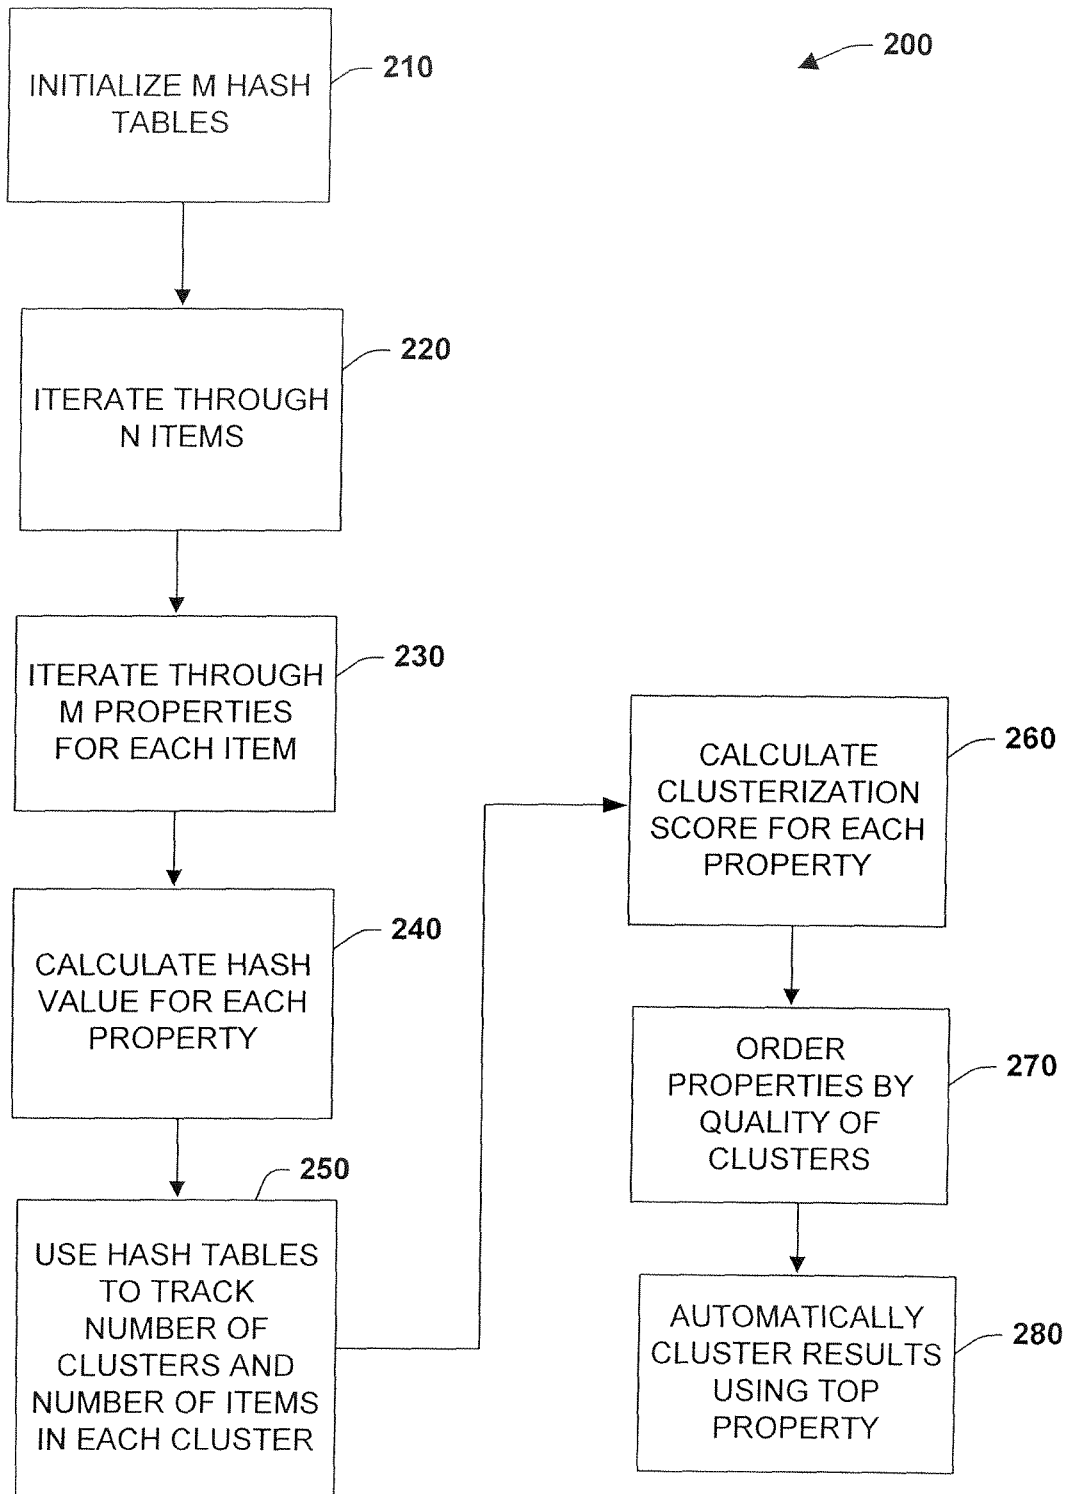 200
210
INITIALIZE M HASH
TABLES
220
ITERATE THROUGH
N ITEMS
230
ITERATE THROUGH
M PROPERTIES
FOR EACH ITEM
240
CALCULATE HASH
VALUE FOR EACH
PROPERTY
250
USE HASH TABLES
TO TRACK
NUMBER OF
CLUSTERS AND
NUMBER OF ITEMS
IN EACH CLUSTER
260
CALCULATE
CLUSTERIZATION
SCORE FOR EACH
PROPERTY
270
ORDER
PROPERTIES BY
QUALITY OF
CLUSTERS
280
AUTOMATICALLY
CLUSTER RESULTS
USING TOP
PROPERTY